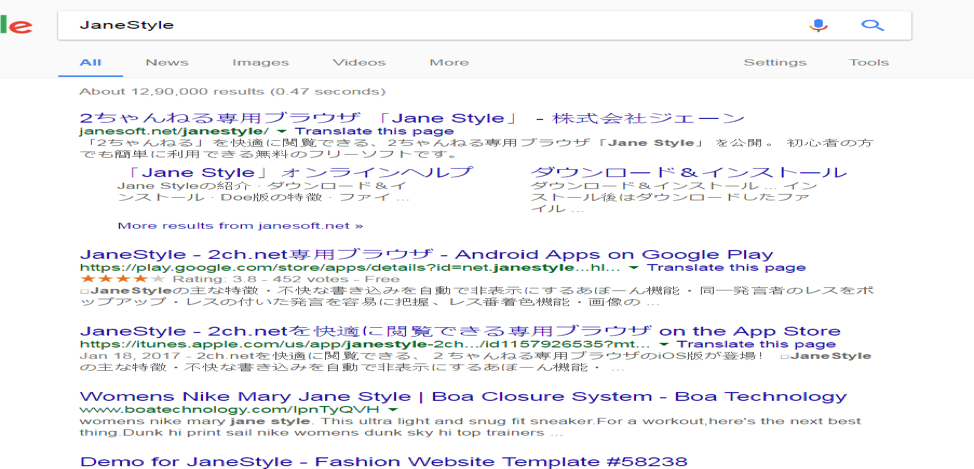 le
JaneStyle
All News Images Videos More Settings Tools
About 12,90,000 results (0.47 seconds)
2ちゃんねる専用ブラウザ 「Jane Style」 - 株式会社ジェーン
janesoft.net/janestyle/ ▼ Translate this page
「2ちゃんねる」を快適に閲覧できる、2ちゃんねる専用ブラウザ「Jane Style」 を公開。 初心者の方
でも簡単に利用できる無料のフリーソフトです。
「Jane Style」オンラインヘルプ
Jane Styleの紹介 · ダウンロード＆イ
ンストール · Doe版の特徴 · ファイ ...
ダウンロード＆インストール
ダウンロード＆インストール ... イン
ストール後はダウンロードしたファ
イル ...
More results from janesoft.net »
JaneStyle - 2ch.net専用ブラウザ - Android Apps on Google Play
https://play.google.com/store/apps/details?id=net.janestyle...hl... ▼ Translate this page
★★★★★ Rating: 3.8 - 452 votes - Free
□JaneStyleの主な特徴・不快な書き込みを自動で非表示にするあぼーん機能・同一発言者のレスをポ
ップアップ・レスの付いた発言を容易に把握、レス番着色機能・画像の ...
JaneStyle - 2ch.netを快適に閲覧できる専用ブラウザ on the App Store
https://itunes.apple.com/us/app/janestyle-2ch.../id1157926535?mt... ▼ Translate this page
Jan 18, 2017 - 2ch.netを快適に閲覧できる、２ちゃんねる専用ブラウザのiOS版が登場！ □JaneStyle
の主な特徴・不快な書き込みを自動で非表示にするあぼーん機能・ ...
Womens Nike Mary Jane Style | Boa Closure System - Boa Technology
www.boatechnology.com/lpnTyQVH ▼
womens nike mary jane style. This ultra light and snug fit sneaker.For a workout,here's the next best
thing.Dunk hi print sail nike womens dunk sky hi top trainers ...
Demo for JaneStyle - Fashion Website Template #58238